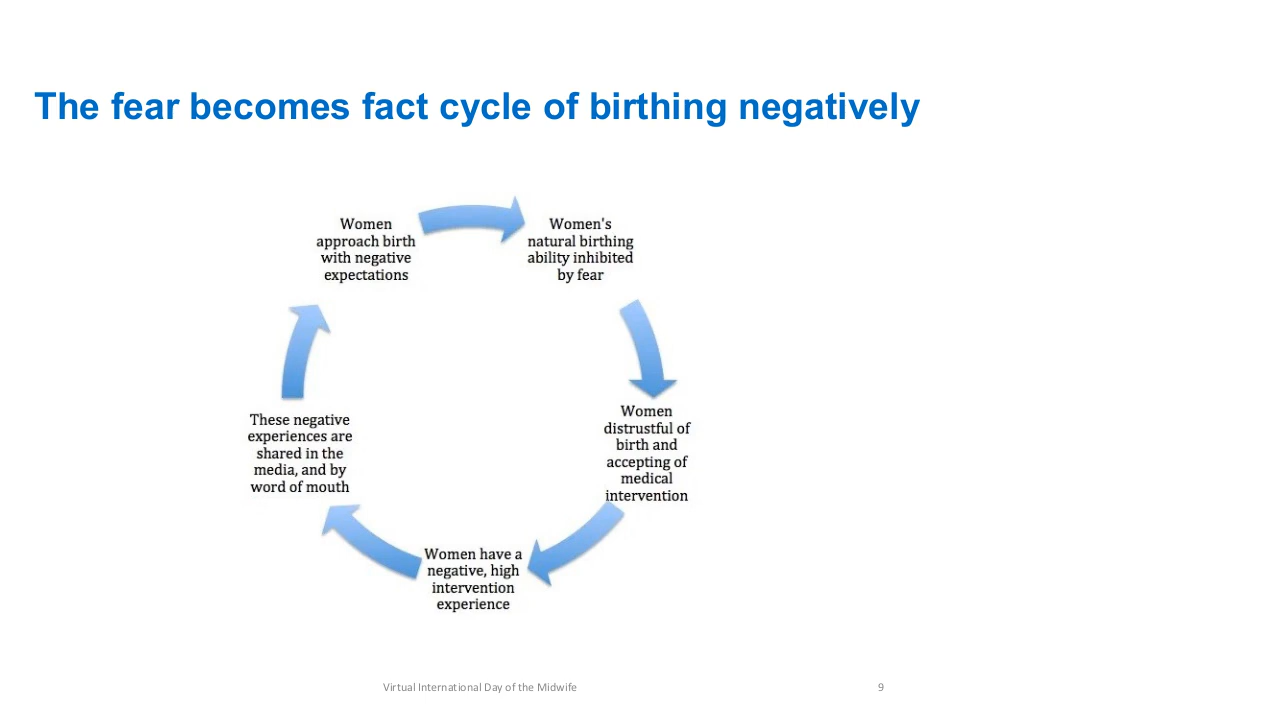 The fear becomes fact cycle of birthing negatively
Women
approach birth
with negative
expectations
Women's
natural birthing
ability inhibited
by fear
Women
distrustful of
birth and
accepting of
medical
intervention
Women have a
negative, high
intervention
experience
These negative
experiences are
shared in the
media, and by
word of mouth
Virtual International Day of the Midwife
9